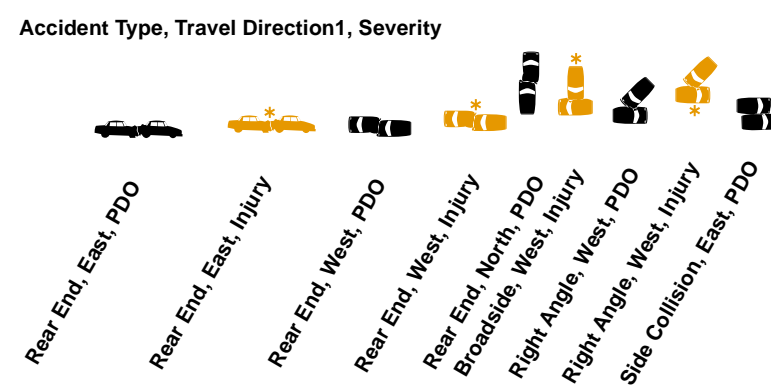 Accident Type, Travel Direction1, Severity
Rear End, East, PDO
Rear End, East, Injury
Rear End, West, PDO
Rear End, West, Injury
Rear End, North, PDO
Broadside, West, Injury
Right Angle, West, PDO
Right Angle, West, Injury
Side Collision, East, PDO